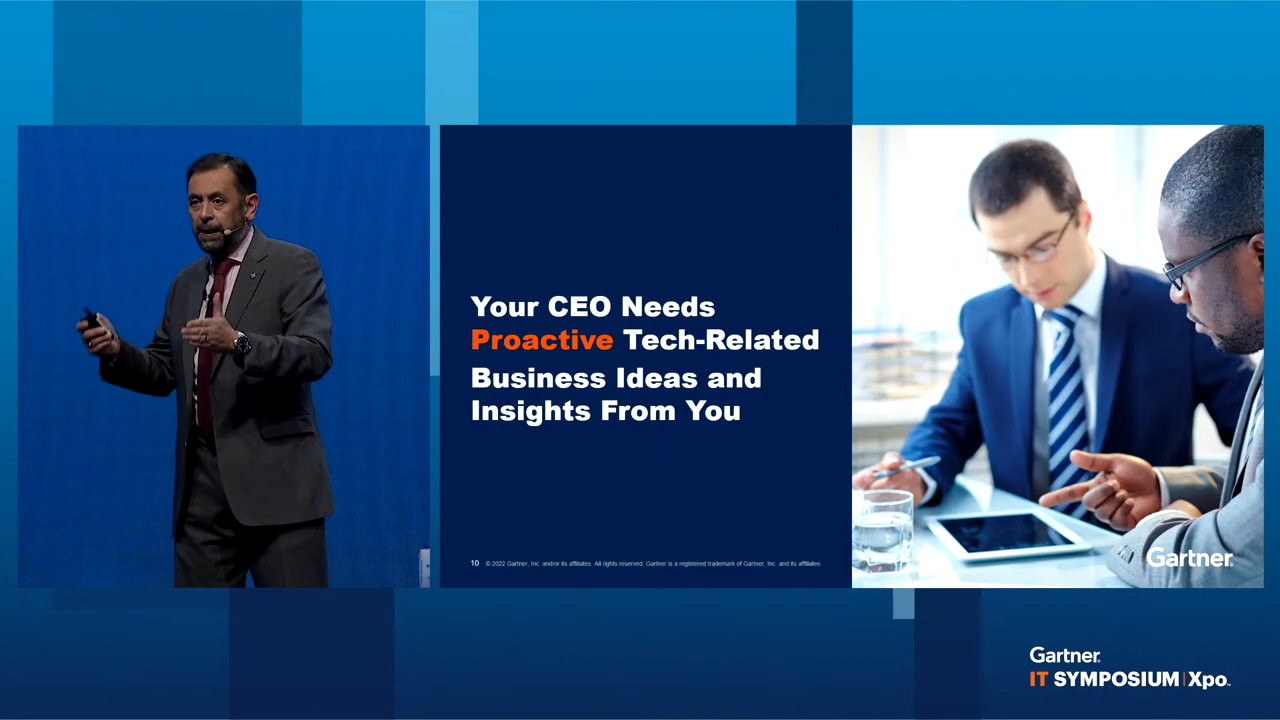 Your CEO Needs
Proactive Tech-Related
Business Ideas and
Insights From You
10 © 2022 Gartner, Inc. and/or its affiliates. All rights reserved. Gartner is a registered trademark of Gartner, Inc. and its affiliates
Gartner®
Gartner®
IT SYMPOSIUM | Xpo™